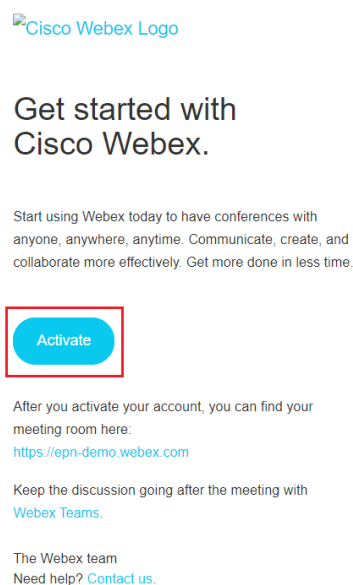 Cisco Webex Logo
Get started with
Cisco Webex.
Start using Webex today to have conferences with
anyone, anywhere, anytime. Communicate, create, and
collaborate more effectively. Get more done in less time.
Activate
After you activate your account, you can find your
meeting room here:
https://epn-demo.webex.com
Keep the discussion going after the meeting with
Webex Teams.
The Webex team
Need help? Contact us.